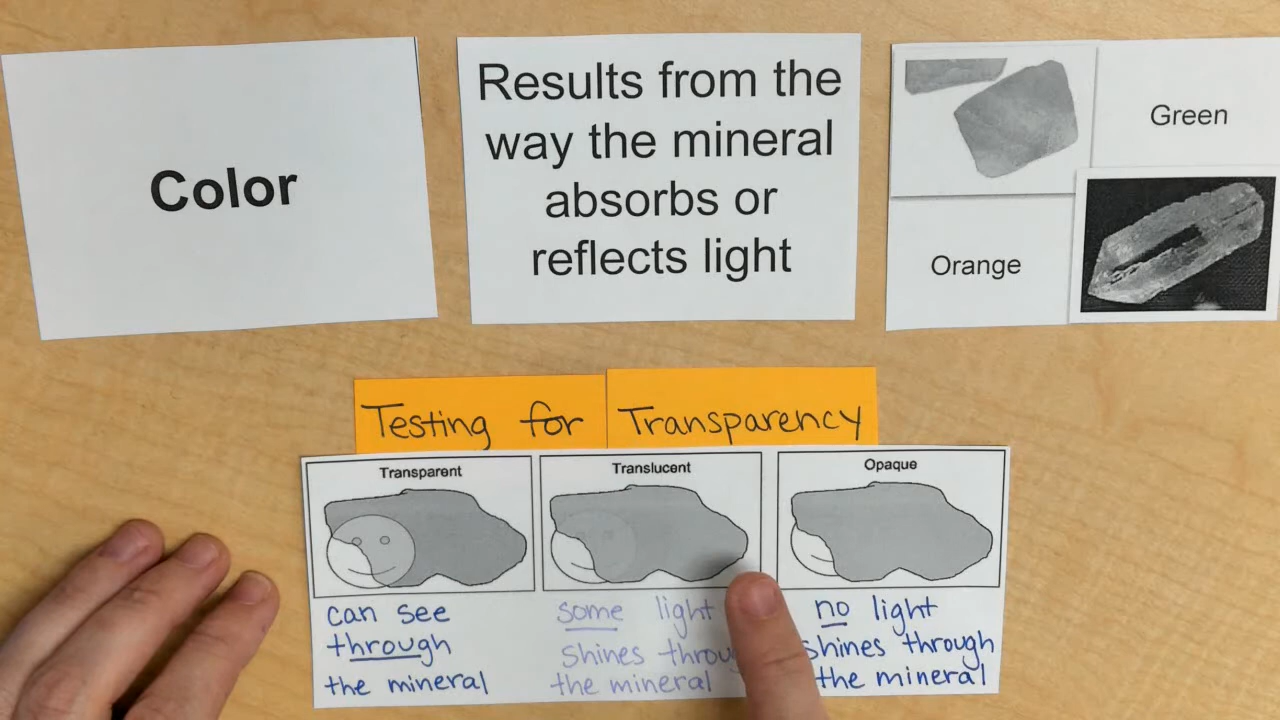 Color
Results from the
way the mineral
absorbs or
reflects light
Green
Orange
Testing for Transparency
Transparent
can see
through
the mineral
Translucent
some light
shines
the mineral
Opaque
no light
shines through
the mineral